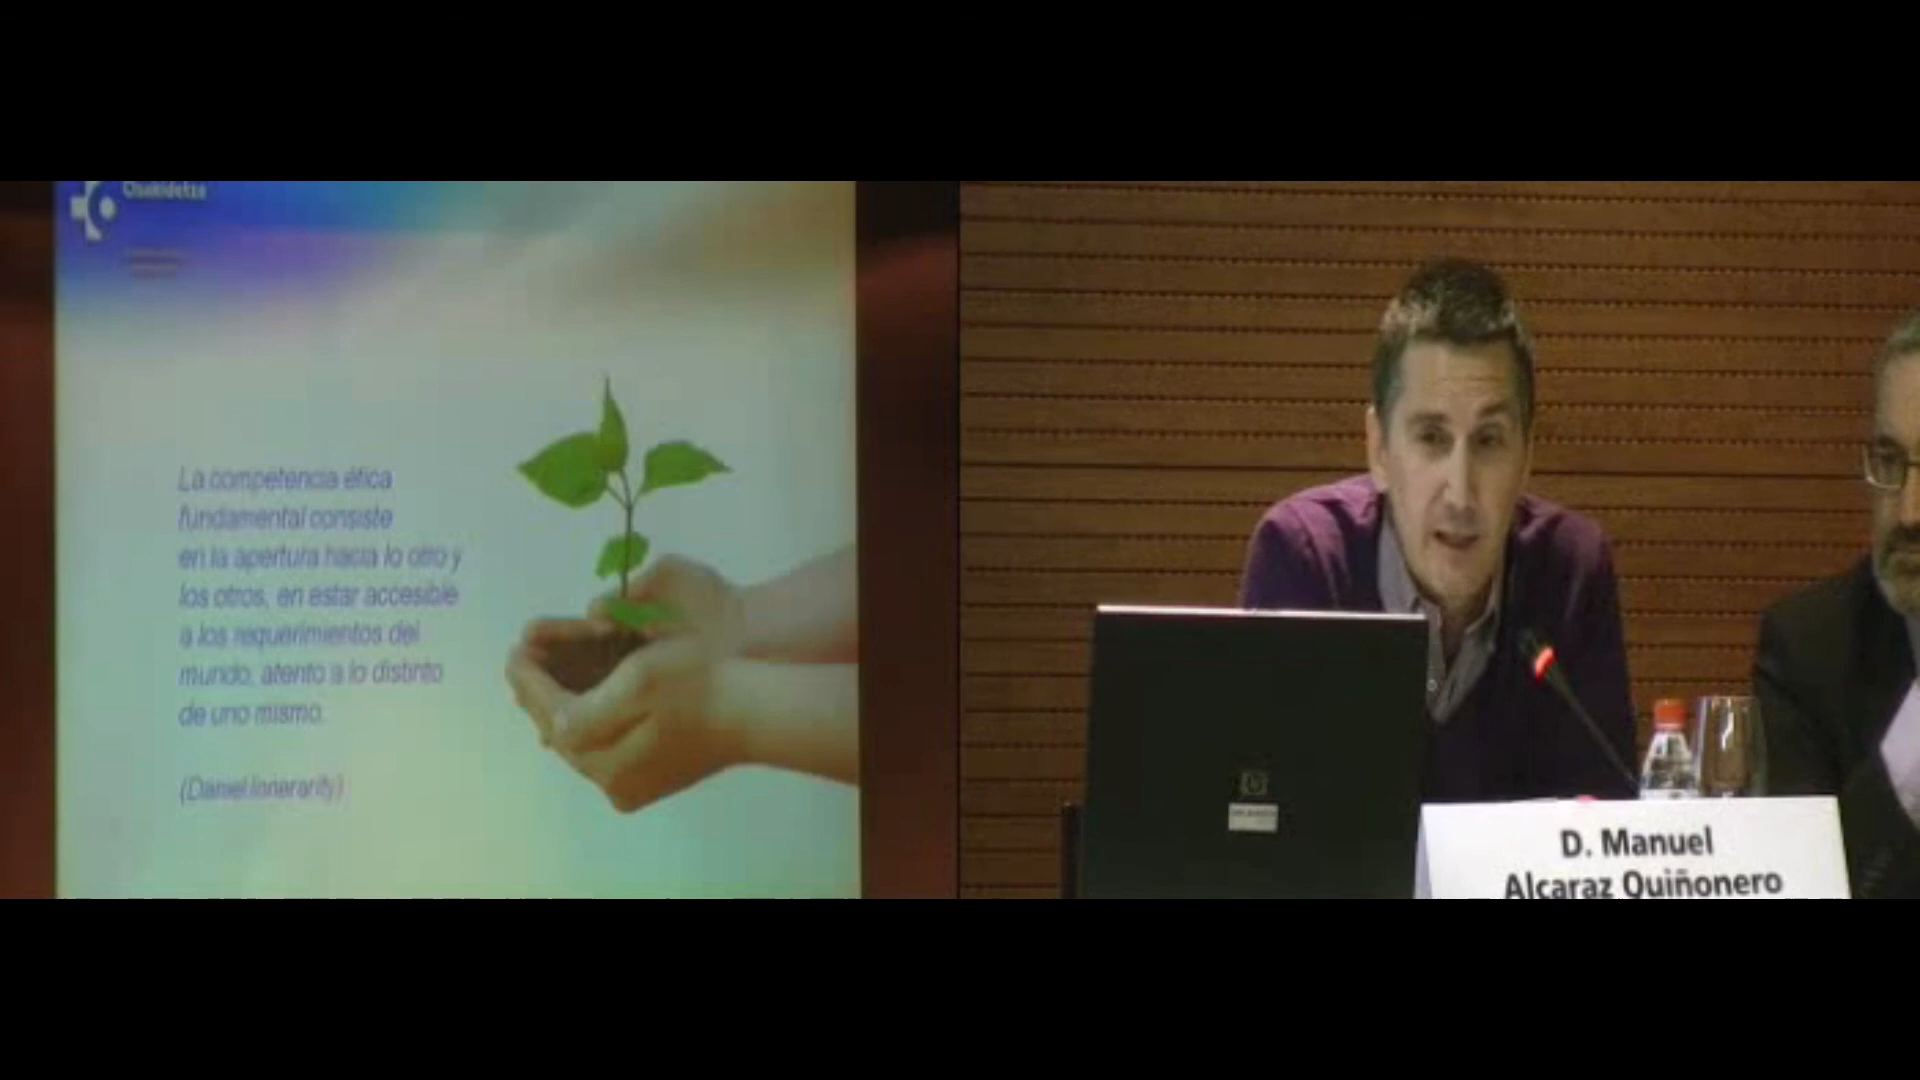 Osakidetza
La competencia ética
fundamental consiste
en la apertura hacia lo otro y
los otros, en estar accesible
a los requerimientos del
mundo, atento a lo distinto
de uno mismo.
(Daniel Innerarity)
D. Manuel
Alcaraz Quiñonero